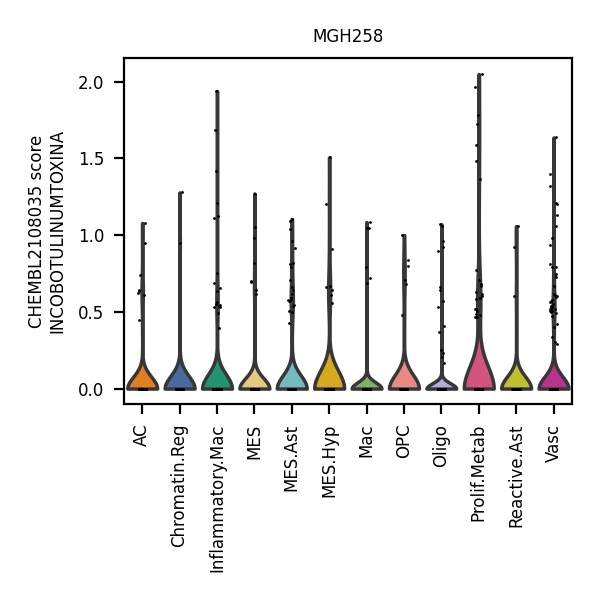 MGH258
CHEMBL2108035 score
INCOBOTULINUMTOXINA
2.0
1.5
1.0
0.5
0.0
AC
Chromatin.Reg
Inflammatory.Mac
MES
MES.Ast
MES.Hyp
Mac
OPC
Oligo
Prolif.Metab
Reactive.Ast
Vasc